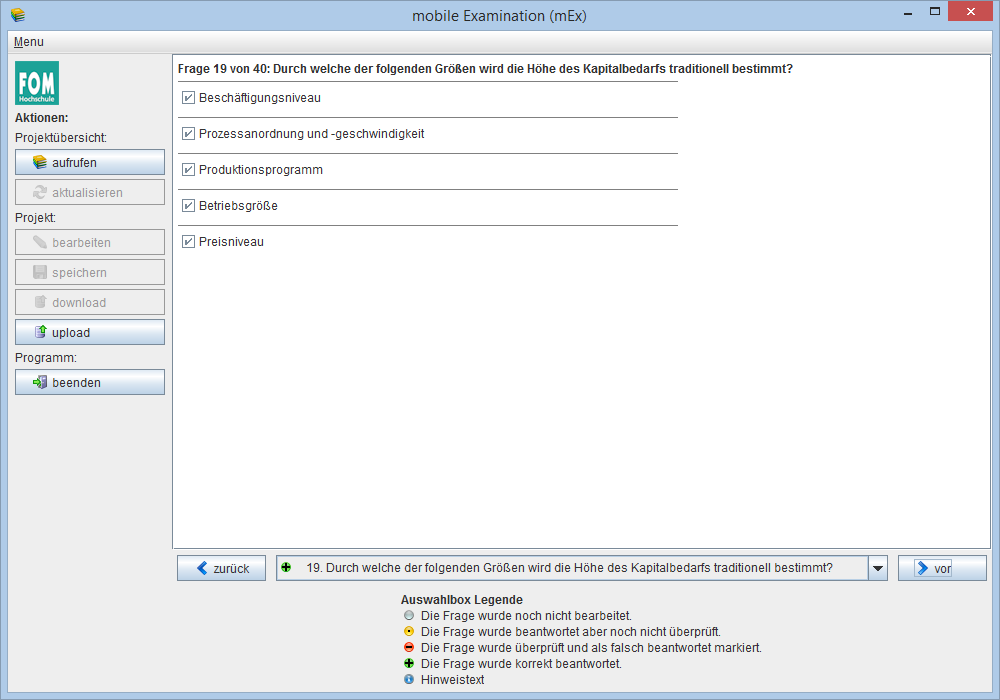 mobile Examination (mEx)
Menu
FOM
Hochschule
Aktionen:
Projektübersicht:
aufrufen
aktualisieren
Projekt:
bearbeiten
speichern
download
upload
Programm:
beenden
Frage 19 von 40: Durch welche der folgenden Größen wird die Höhe des Kapitalbedarfs traditionell bestimmt?
Beschäftigungsniveau
Prozessanordnung und -geschwindigkeit
Produktionsprogramm
Betriebsgröße
Preisniveau
zurück
19. Durch welche der folgenden Größen wird die Höhe des Kapitalbedarfs traditionell bestimmt?
vor
Auswahlbox Legende
Die Frage wurde noch nicht bearbeitet.
Die Frage wurde beantwortet aber noch nicht überprüft.
Die Frage wurde überprüft und als falsch beantwortet markiert.
Die Frage wurde korrekt beantwortet.
Hinweistext